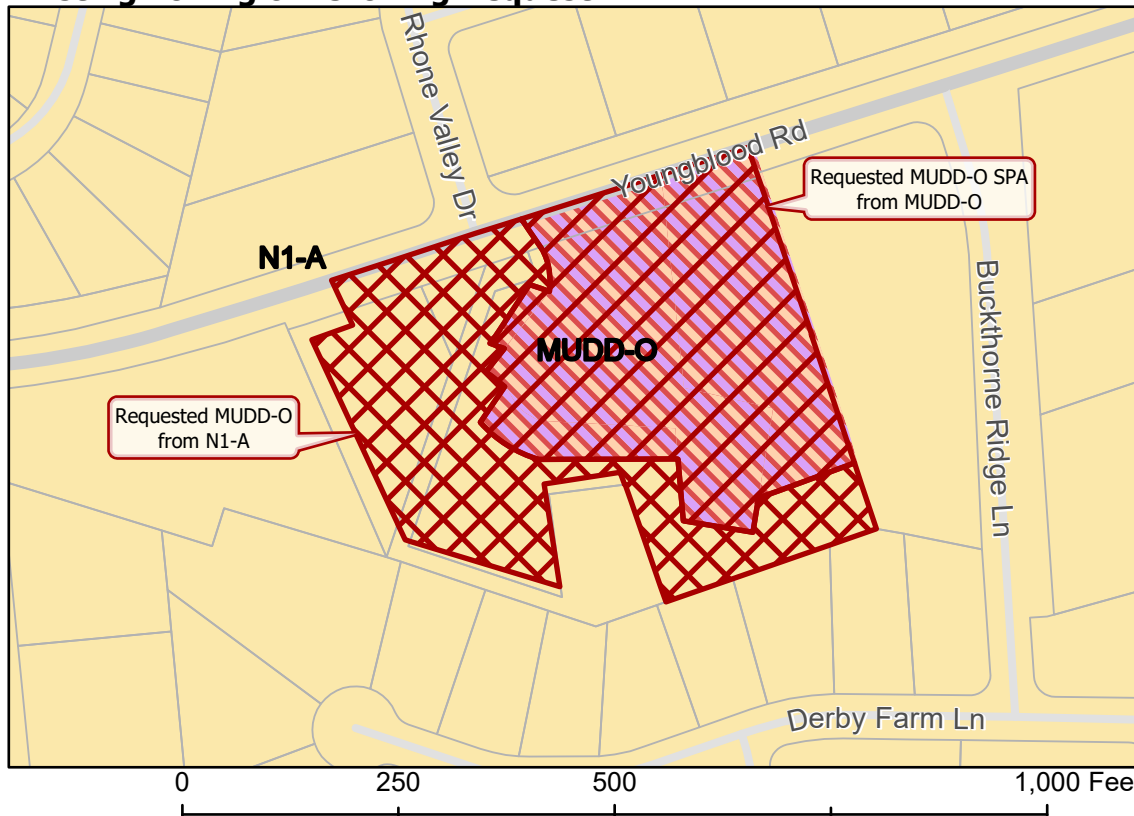 Rhone Valley Dr
Youngblood Rd
Requested MUDD-O SPA
from MUDD-O
N1-A
Buckthorne Ridge Ln
MUDD-O
Requested MUDD-O
from N1-A
Derby Farm Ln
0 250 500 1,000 Fee